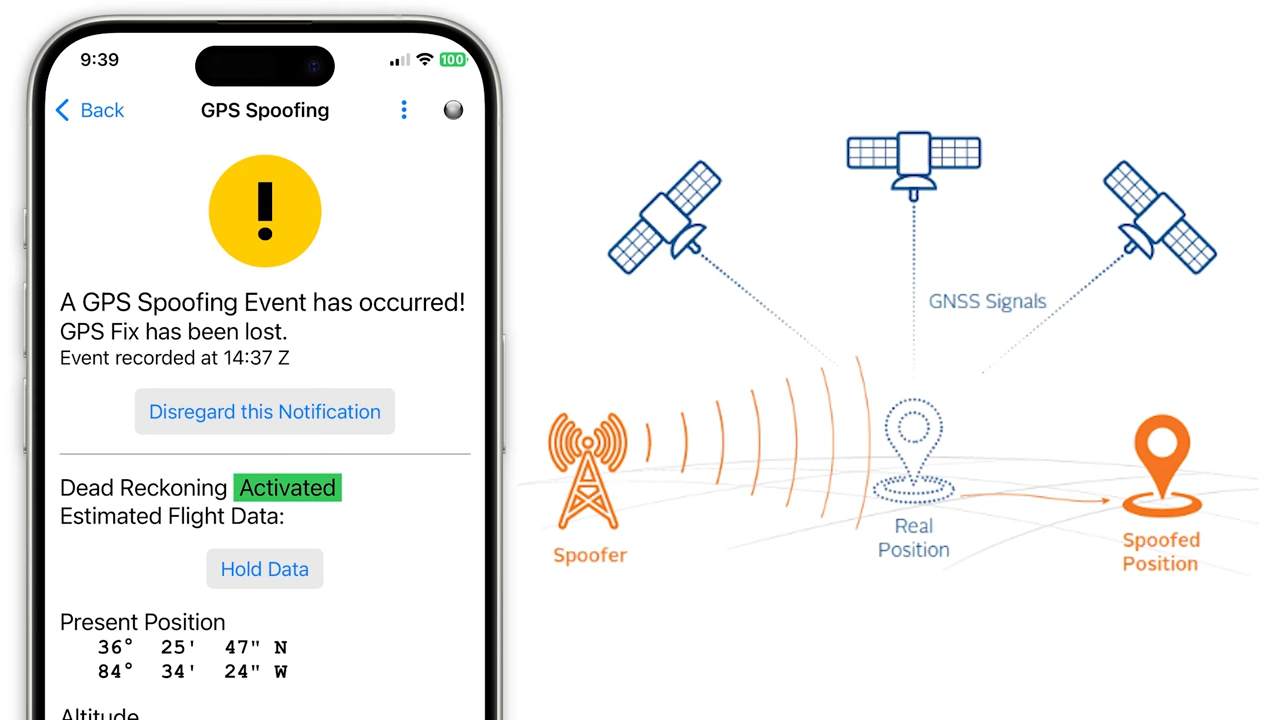 9:39
100
Back
GPS Spoofing
A GPS Spoofing Event has occurred!
GPS Fix has been lost.
Event recorded at 14:37 Z
Disregard this Notification
Dead Reckoning Activated
Estimated Flight Data:
Hold Data
Present Position
36° 25' 47" N
84° 34' 24" W
Altitude
GNSS Signals
Spoofer
Real
Position
Spoofed
Position